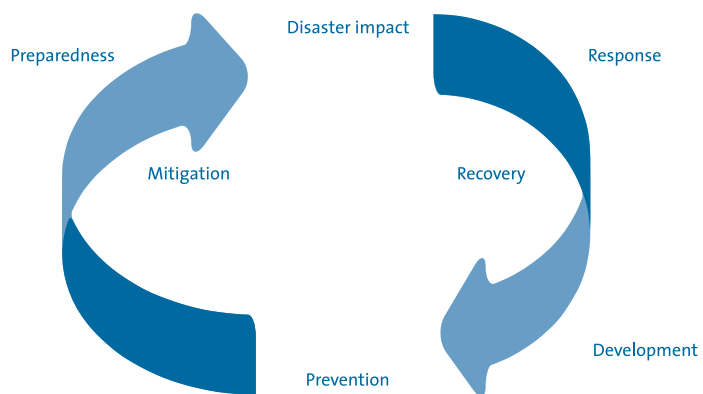 Disaster impact
Preparedness
Response
Mitigation
Recovery
Development
Prevention